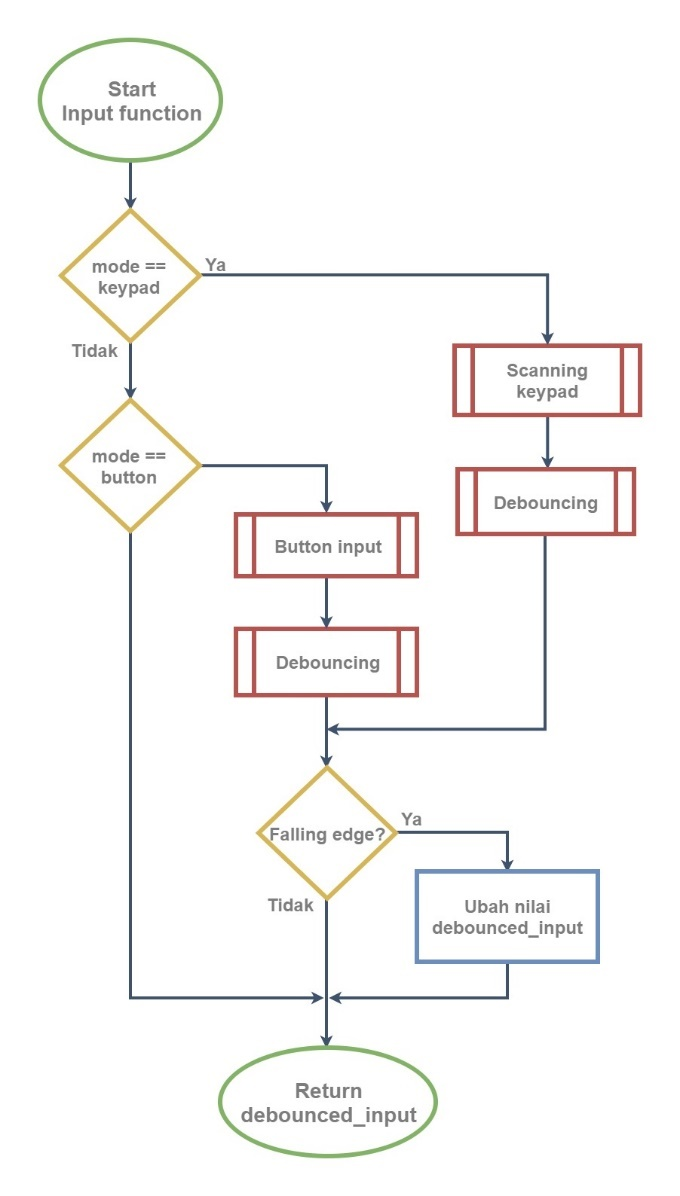 Start
Input function
mode ==
keypad
Ya
Tidak
Scanning
keypad
mode ==
button
Debouncing
Button input
Debouncing
Falling edge?
Ya
Tidak
Ubah nilai
debounced_input
Return
debounced_input